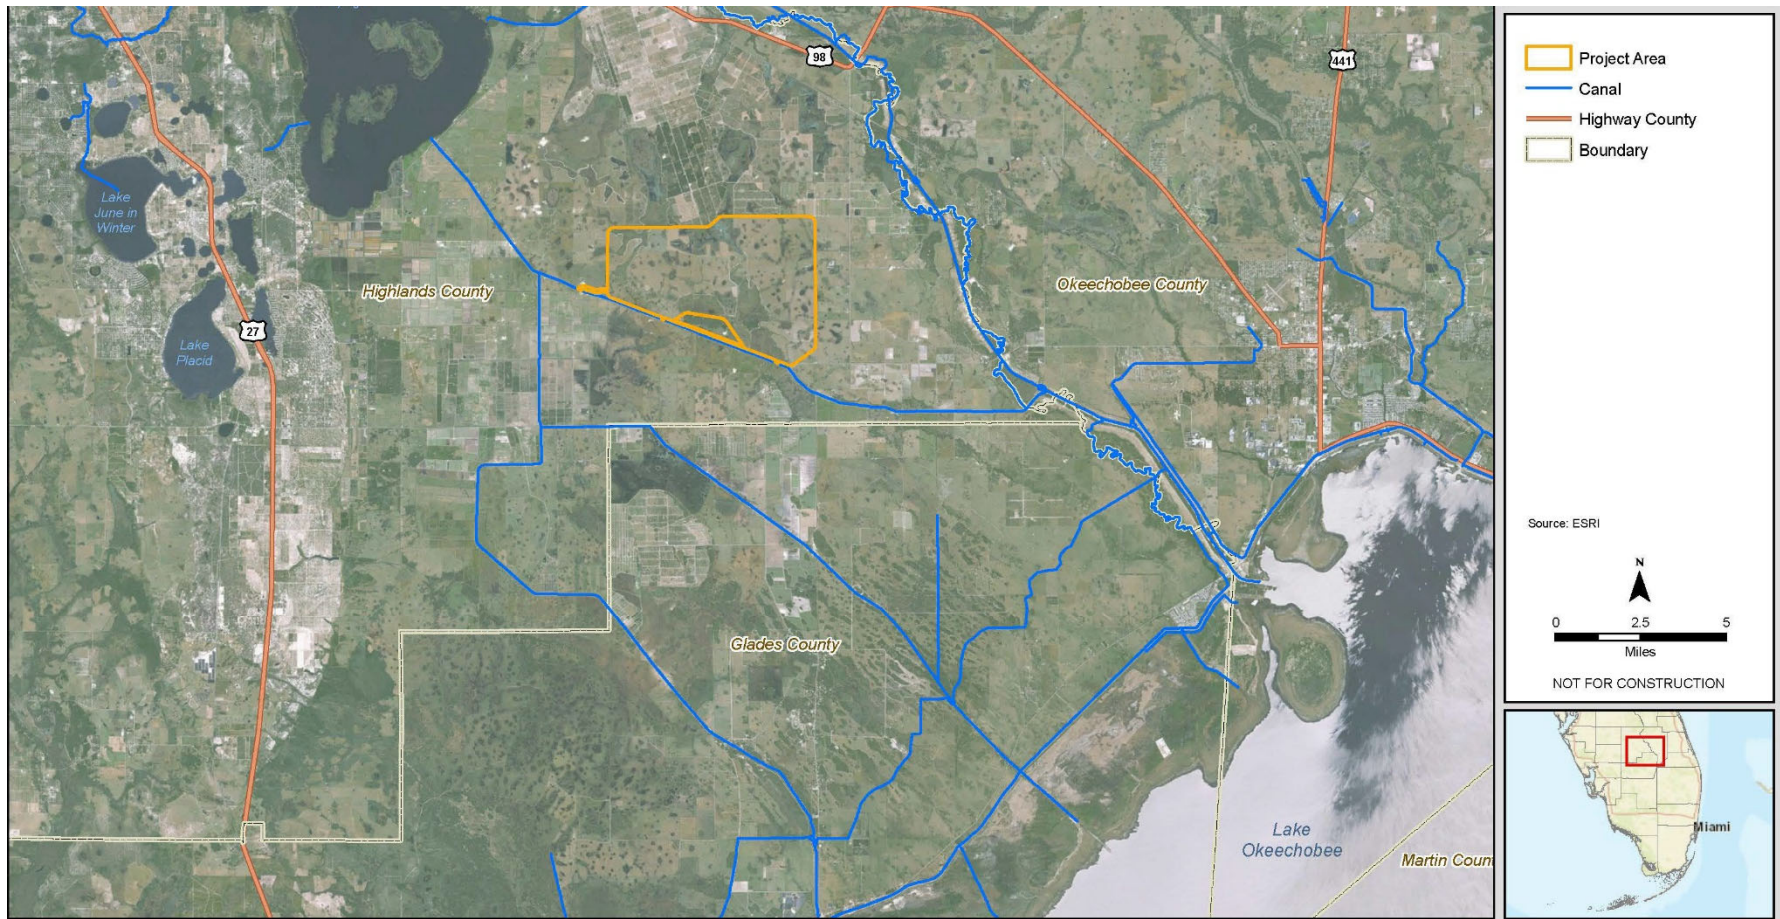 98
441
Lake
June in
Winter
Highlands County
Okeechobee County
27
Lake
Placid
Glades County
Lake
Okeechobee
Martin Count
Project Area
Canal
Highway County
Boundary
Source: ESRI
N
0 2.5 5
Miles
NOT FOR CONSTRUCTION
Miami